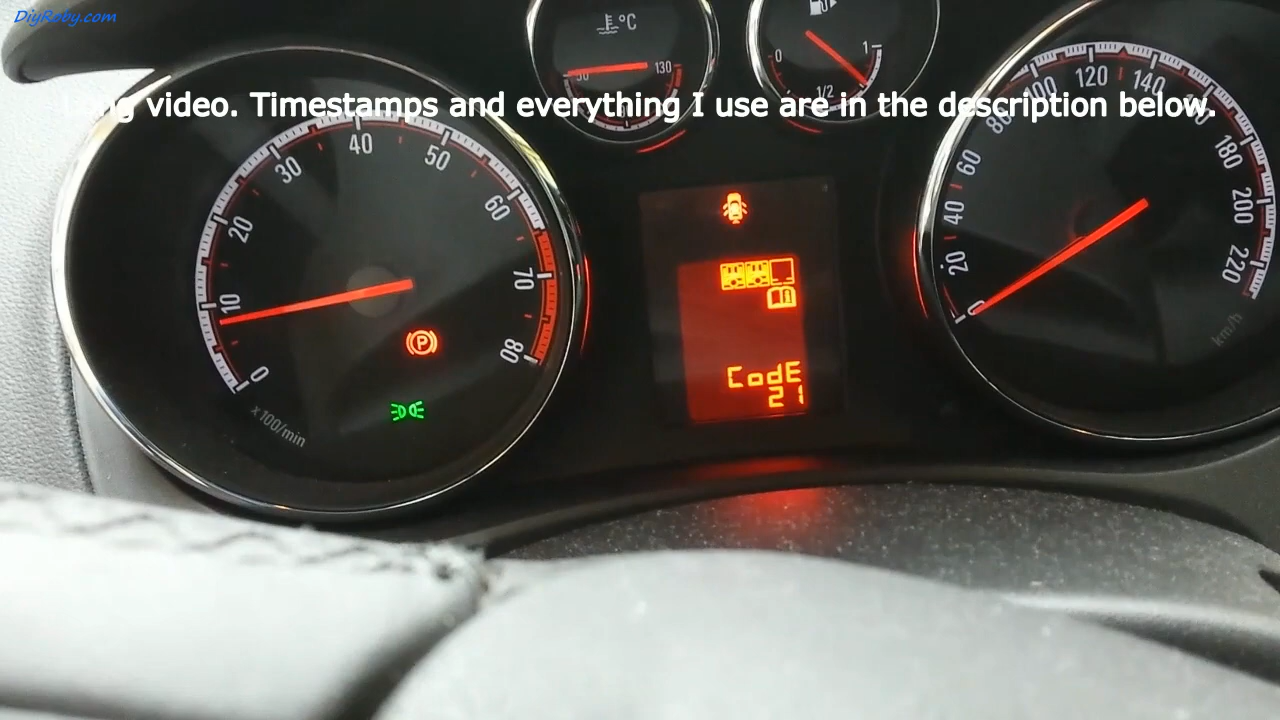 DiyRoby.com
°C
50 130
0 1/2 1
video. Timestamps and everything I use are in the description below.
0 10 20 30 40 50 60 70 80
x100/min
P
CodE
21
0 20 40 60 80 100 120 140 180 200 220
km/h